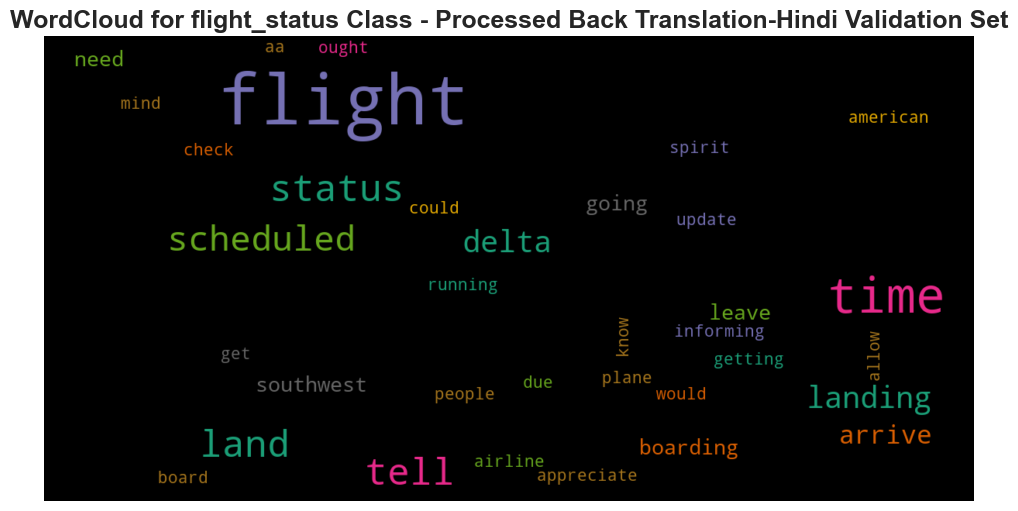 WordCloud for flight_status Class - Processed Back Translation-Hindi Validation Set
aa
ought
need
flight
mind
american
check
spirit
status
could
going
update
scheduled
delta
running
time
leave
know
informing
allow
get
getting
southwest
due
plane
people
would
landing
land
arrive
boarding
tell
airline
board
appreciate